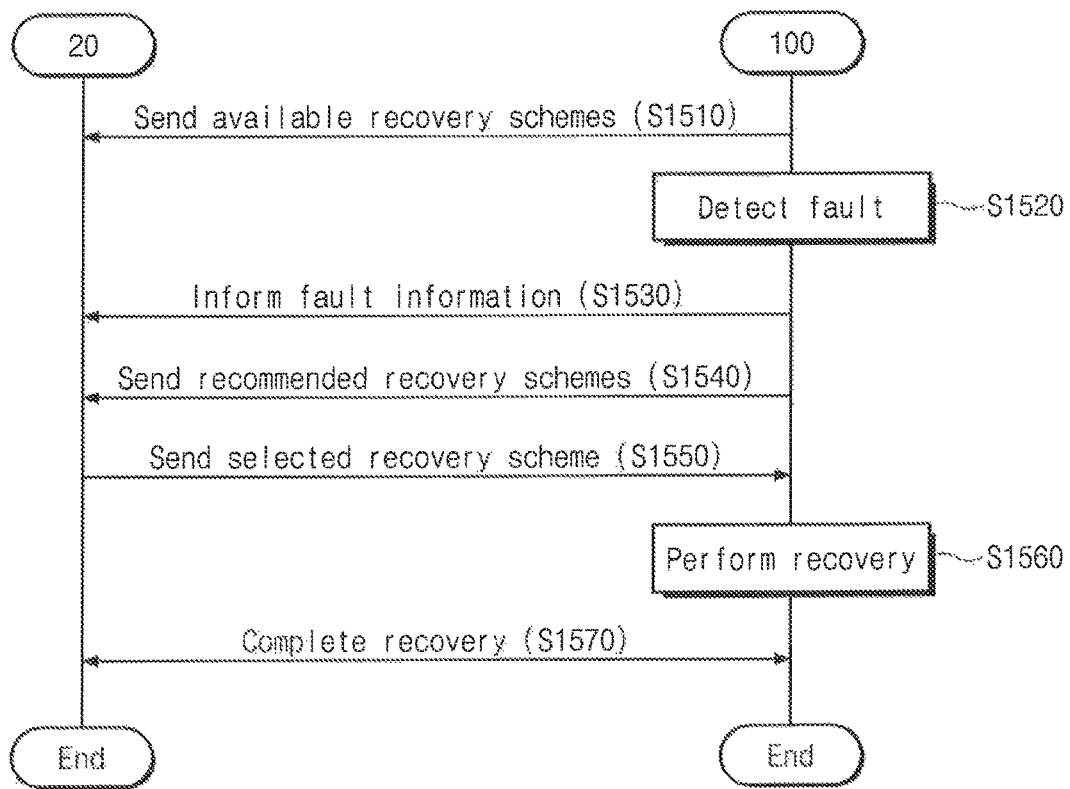 20
100
Send available recovery schemes (S1510)
Detect fault
S1520
Inform fault information (S1530)
Send recommended recovery schemes (S1540)
Send selected recovery scheme (S1550)
Perform recovery
S1560
Complete recovery (S1570)
End
End